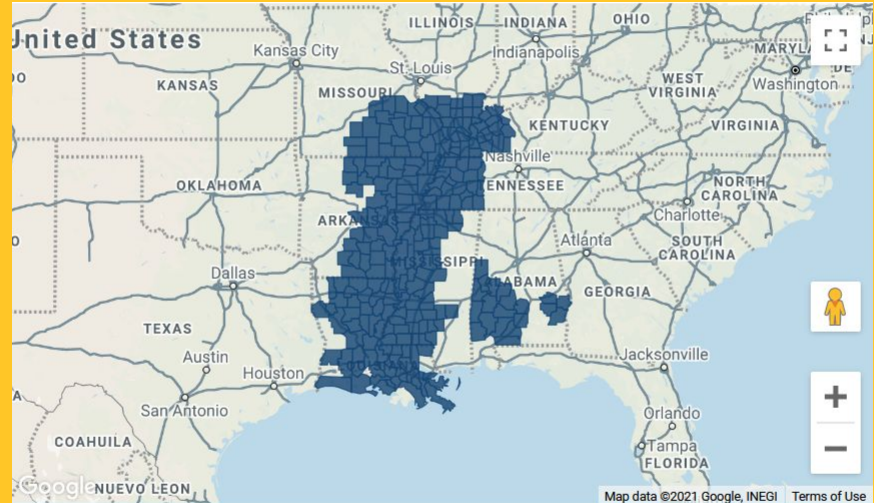 ILLINOIS
INDIANA
OHIO
United States
Kansas City
Indianapolis
St. Louis
KANSAS
MISSOURI
WEST
VIRGINIA
Washington
KENTUCKY
VIRGINIA
Nashville
OKLAHOMA
TENNESSEE
NORTH
CAROLINA
Charlotte
ARKANSAS
Atlanta
SOUTH
CAROLINA
MISSISSIPPI
Dallas
ALABAMA
GEORGIA
TEXAS
Austin
Jacksonville
Houston
San Antonio
Orlando
Tampa
COAHUILA
FLORIDA
Google
NUEVO LEON
Map data ©2021 Google, INEGI
Terms of Use